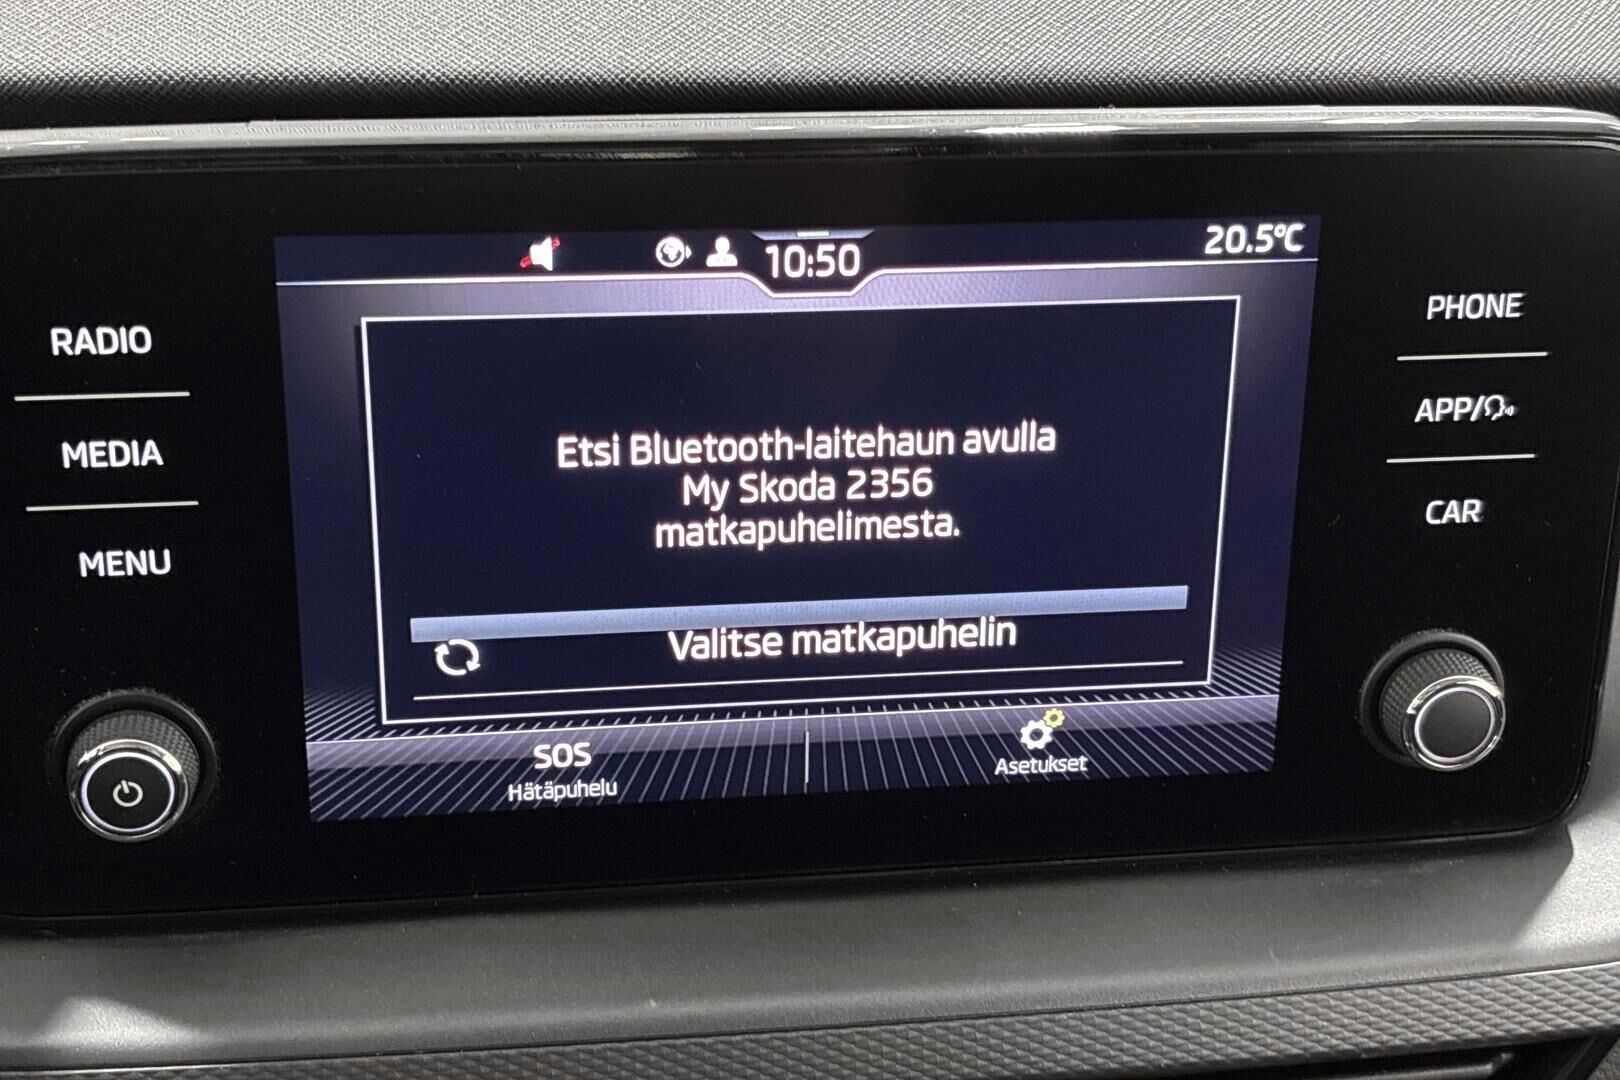 10:50
20.5°C
RADIO
MEDIA
MENU
Etsi Bluetooth-laitehaun avulla
My Skoda 2356
matkapuhelimesta.
Valitse matkapuhelin
SOS
Hätäpuhelu
Asetukset
PHONE
APP/
CAR